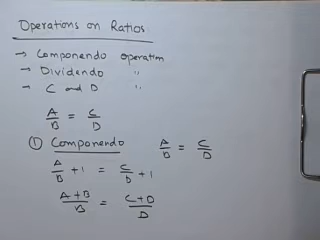 Operations on Ratios
→ Componendo operation
→ Dividendo "
→ C and D "
A/B = C/D
① Componendo A/B = C/D
A/B + 1 = C/D + 1
A+B/B = C+D/D